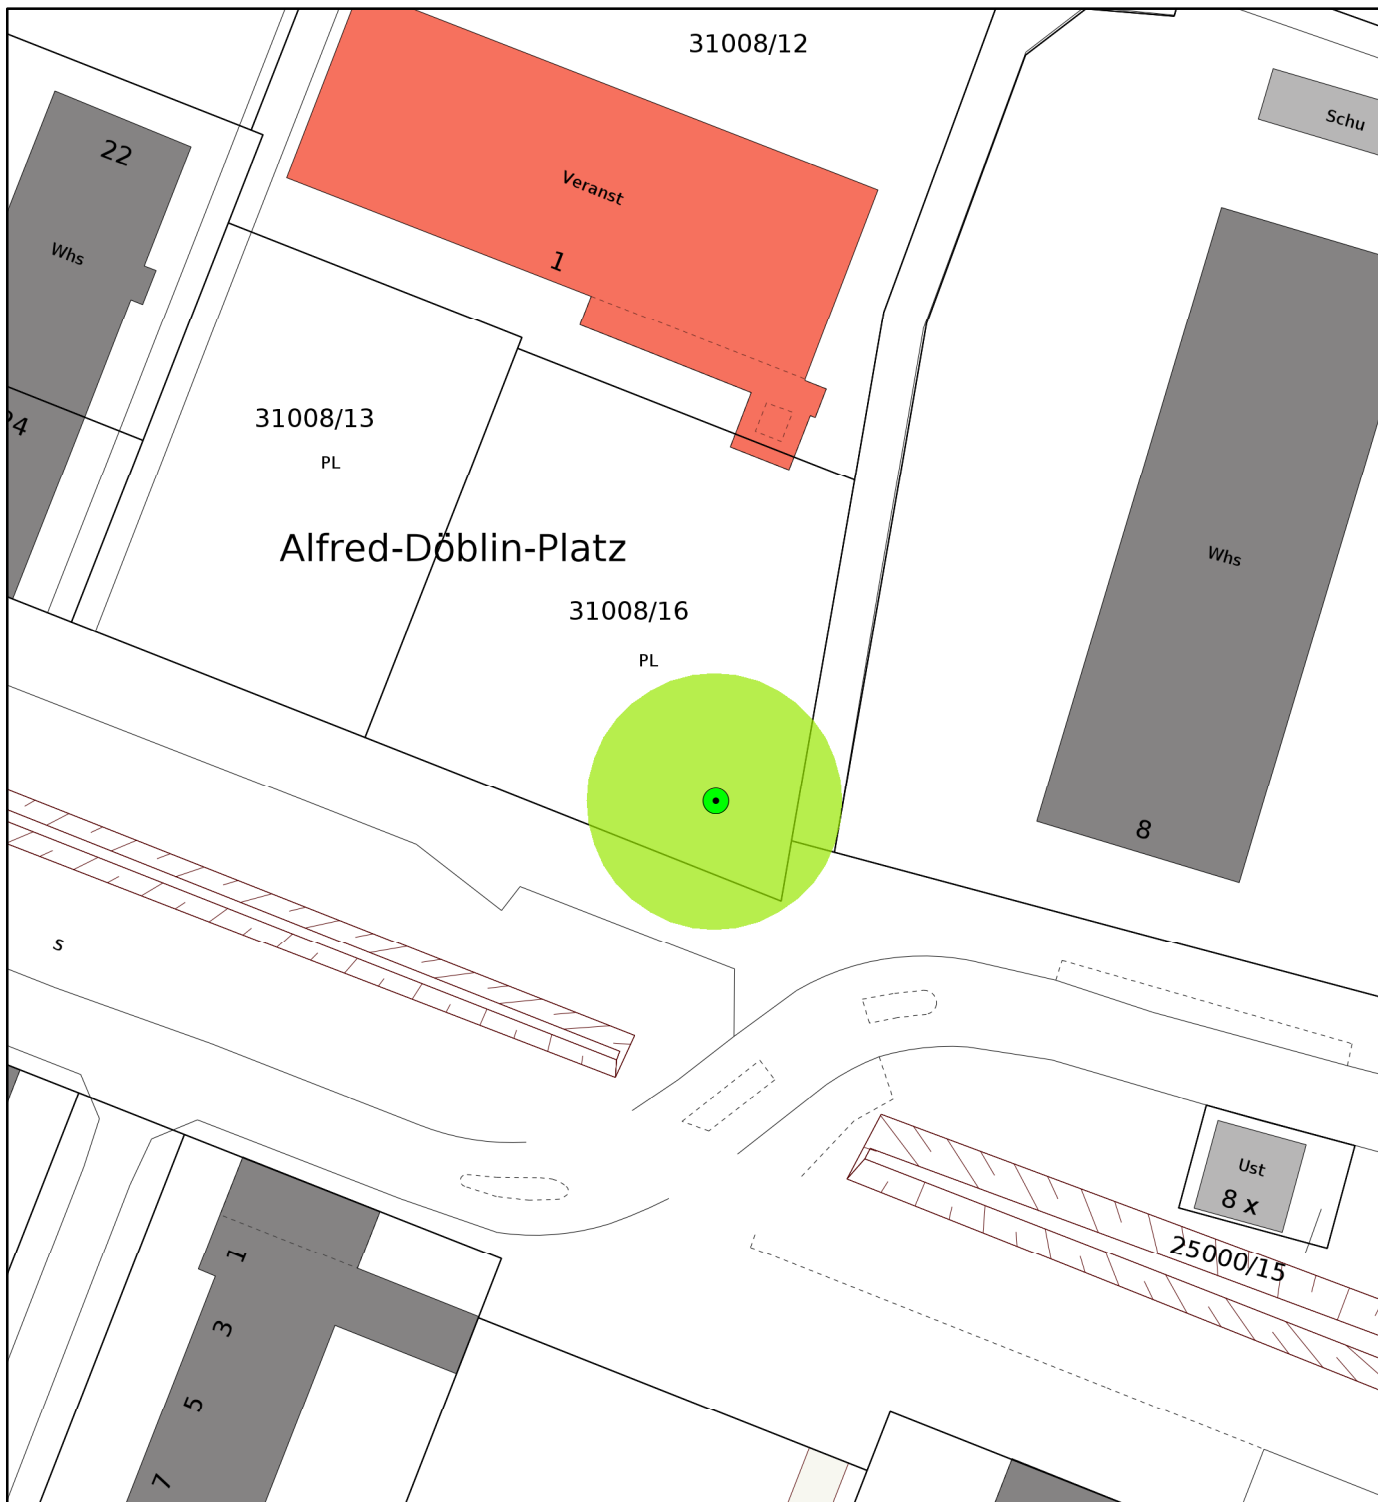 31008/12
Schu
22
Veranst
Whs
1
31008/13
24
PL
Alfred-Döblin-Platz
Whs
31008/16
PL
8
s
Ust
8 x
25000/15
1
3
5
7